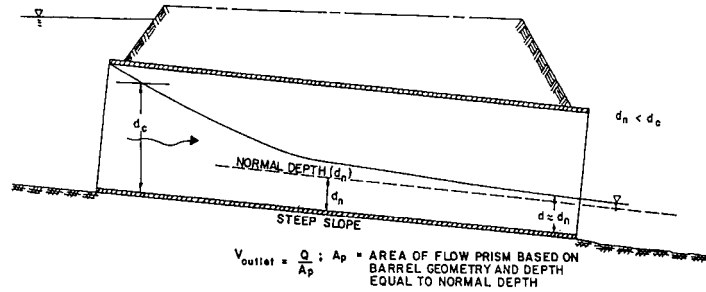 d_n < d_c
d_c
NORMAL DEPTH (d_n)
d_n
d ≈ d_n
STEEP SLOPE
V_outlet = Q/A_p ; A_p = AREA OF FLOW PRISM BASED ON
BARREL GEOMETRY AND DEPTH
EQUAL TO NORMAL DEPTH